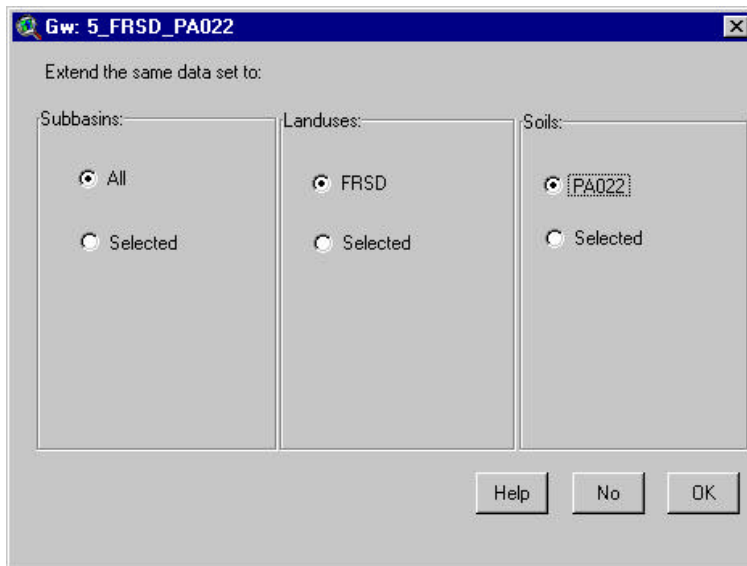 Gw: 5_FRSD_PA022
Extend the same data set to:
Subbasins:
All
Selected
Landuses:
FRSD
Selected
Soils:
PA022
Selected
Help
No
OK